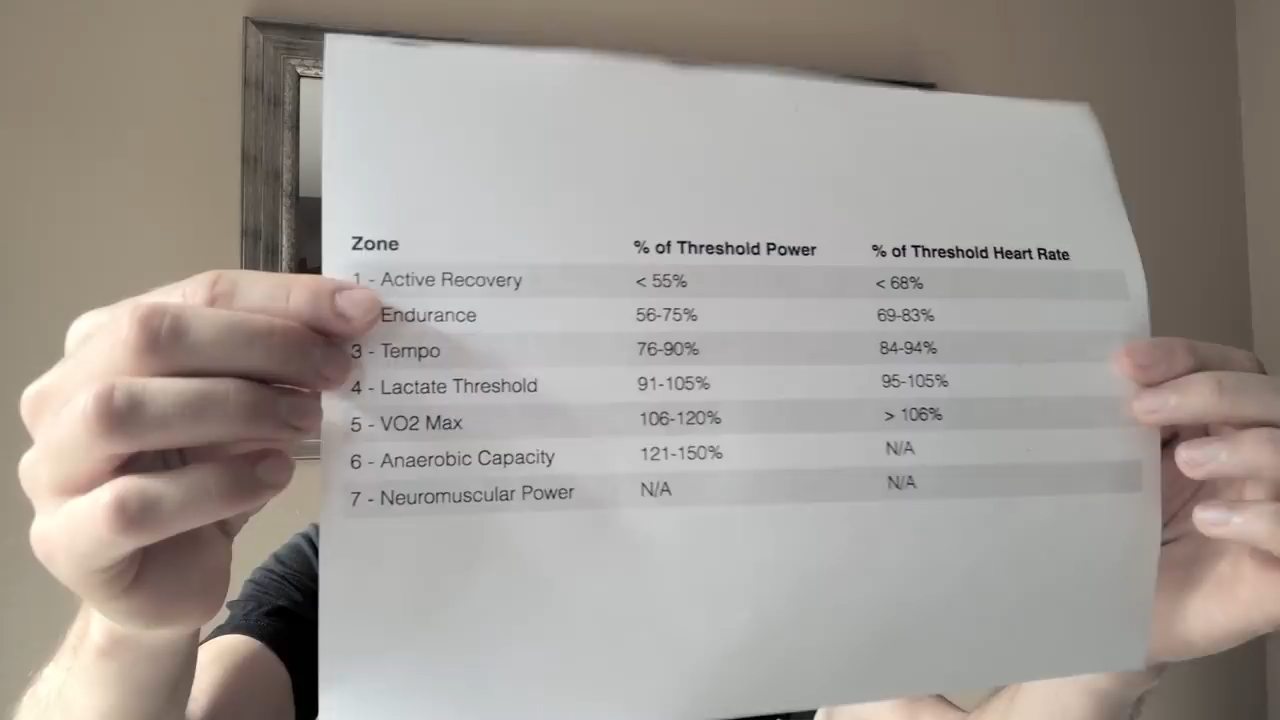 Zone % of Threshold Power % of Threshold Heart Rate
1 - Active Recovery < 55% < 68%
Endurance 56-75% 69-83%
3 - Tempo 76-90% 84-94%
4 - Lactate Threshold 91-105% 95-105%
5 - VO2 Max 106-120% > 106%
6 - Anaerobic Capacity 121-150% N/A
7 - Neuromuscular Power N/A N/A